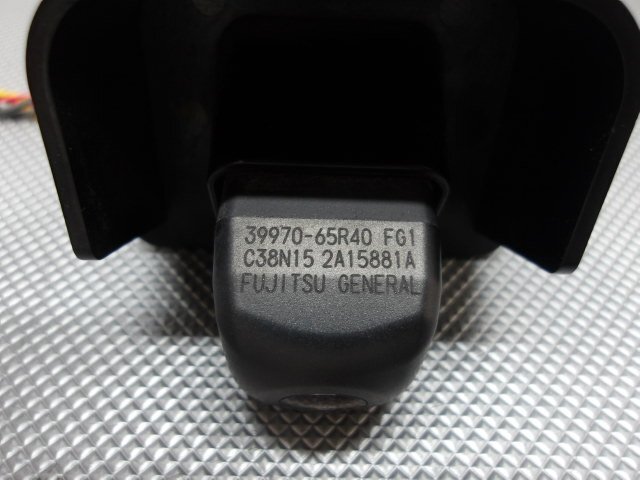 39970-65R40 FG1
C38N15 2A15881A
FUJITSU GENERAL